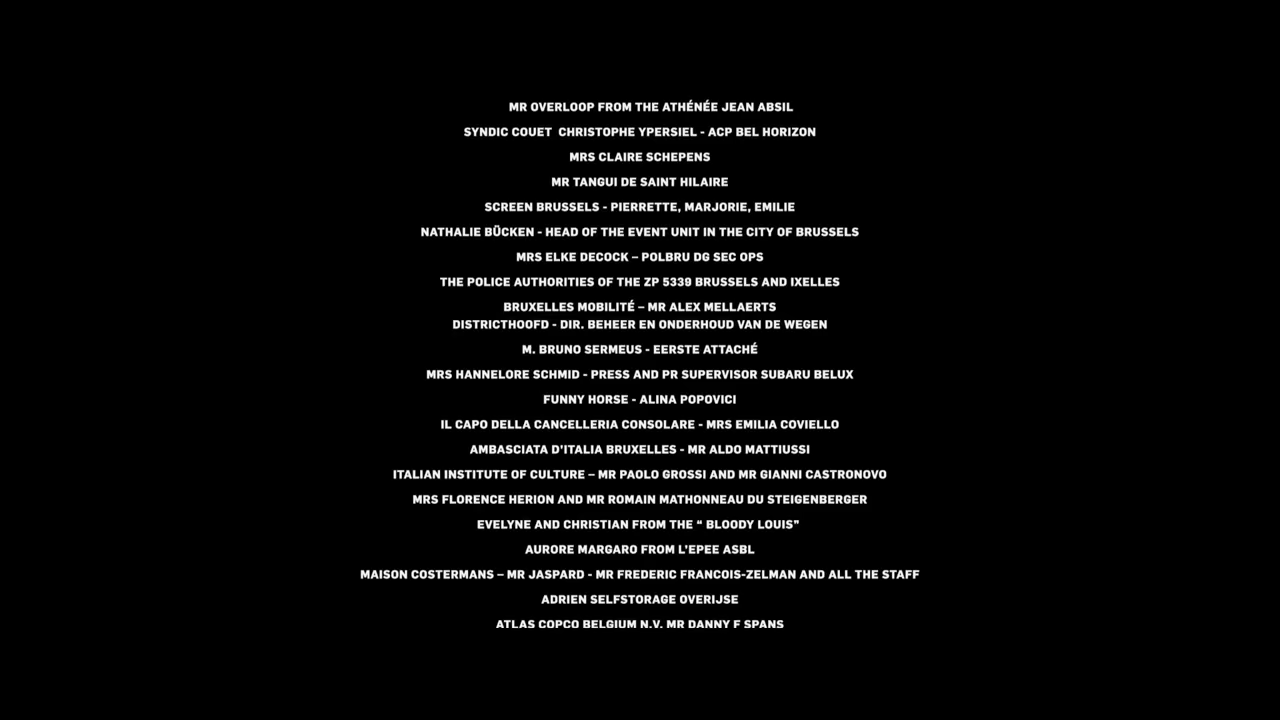 MR OVERLOOP FROM THE ATHÉNÉE JEAN ABSIL
SYNDIC COUET  CHRISTOPHE YPERSIEL - ACP BEL HORIZON
MRS CLAIRE SCHEPENS
MR TANGUI DE SAINT HILAIRE
SCREEN BRUSSELS - PIERRETTE, MARJORIE, EMILIE
NATHALIE BÜCKEN - HEAD OF THE EVENT UNIT IN THE CITY OF BRUSSELS
MRS ELKE DECOCK – POLBRU DG SEC OPS
THE POLICE AUTHORITIES OF THE ZP 5339 BRUSSELS AND IXELLES
BRUXELLES MOBILITÉ – MR ALEX MELLAERTS
DISTRICTHOOFD - DIR. BEHEER EN ONDERHOUD VAN DE WEGEN
M. BRUNO SERMEUS - EERSTE ATTACHÉ
MRS HANNELORE SCHMID - PRESS AND PR SUPERVISOR SUBARU BELUX
FUNNY HORSE - ALINA POPOVICI
IL CAPO DELLA CANCELLERIA CONSOLARE - MRS EMILIA COVIELLO
AMBASCIATA D'ITALIA BRUXELLES - MR ALDO MATTIUSSI
ITALIAN INSTITUTE OF CULTURE – MR PAOLO GROSSI AND MR GIANNI CASTRONOVO
MRS FLORENCE HERION AND MR ROMAIN MATHONNEAU DU STEIGENBERGER
EVELYNE AND CHRISTIAN FROM THE “ BLOODY LOUIS”
AURORE MARGARO FROM L'EPEE ASBL
MAISON COSTERMANS – MR JASPARD - MR FREDERIC FRANCOIS-ZELMAN AND ALL THE STAFF
ADRIEN SELFSTORAGE OVERIJSE
ATLAS COPCO BELGIUM N.V. MR DANNY F SPANS